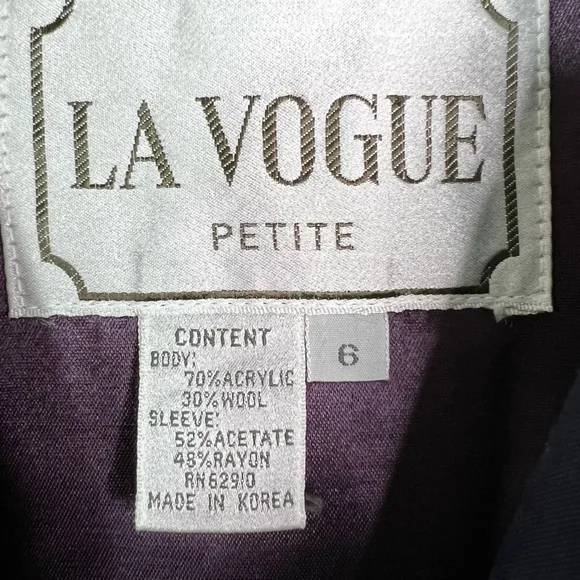 LA VOGUE
PETITE
CONTENT
BODY:
70%ACRYLIC
30%WOOL
SLEEVE:
52%ACETATE
48%RAYON
RN62910
MADE IN KOREA
6